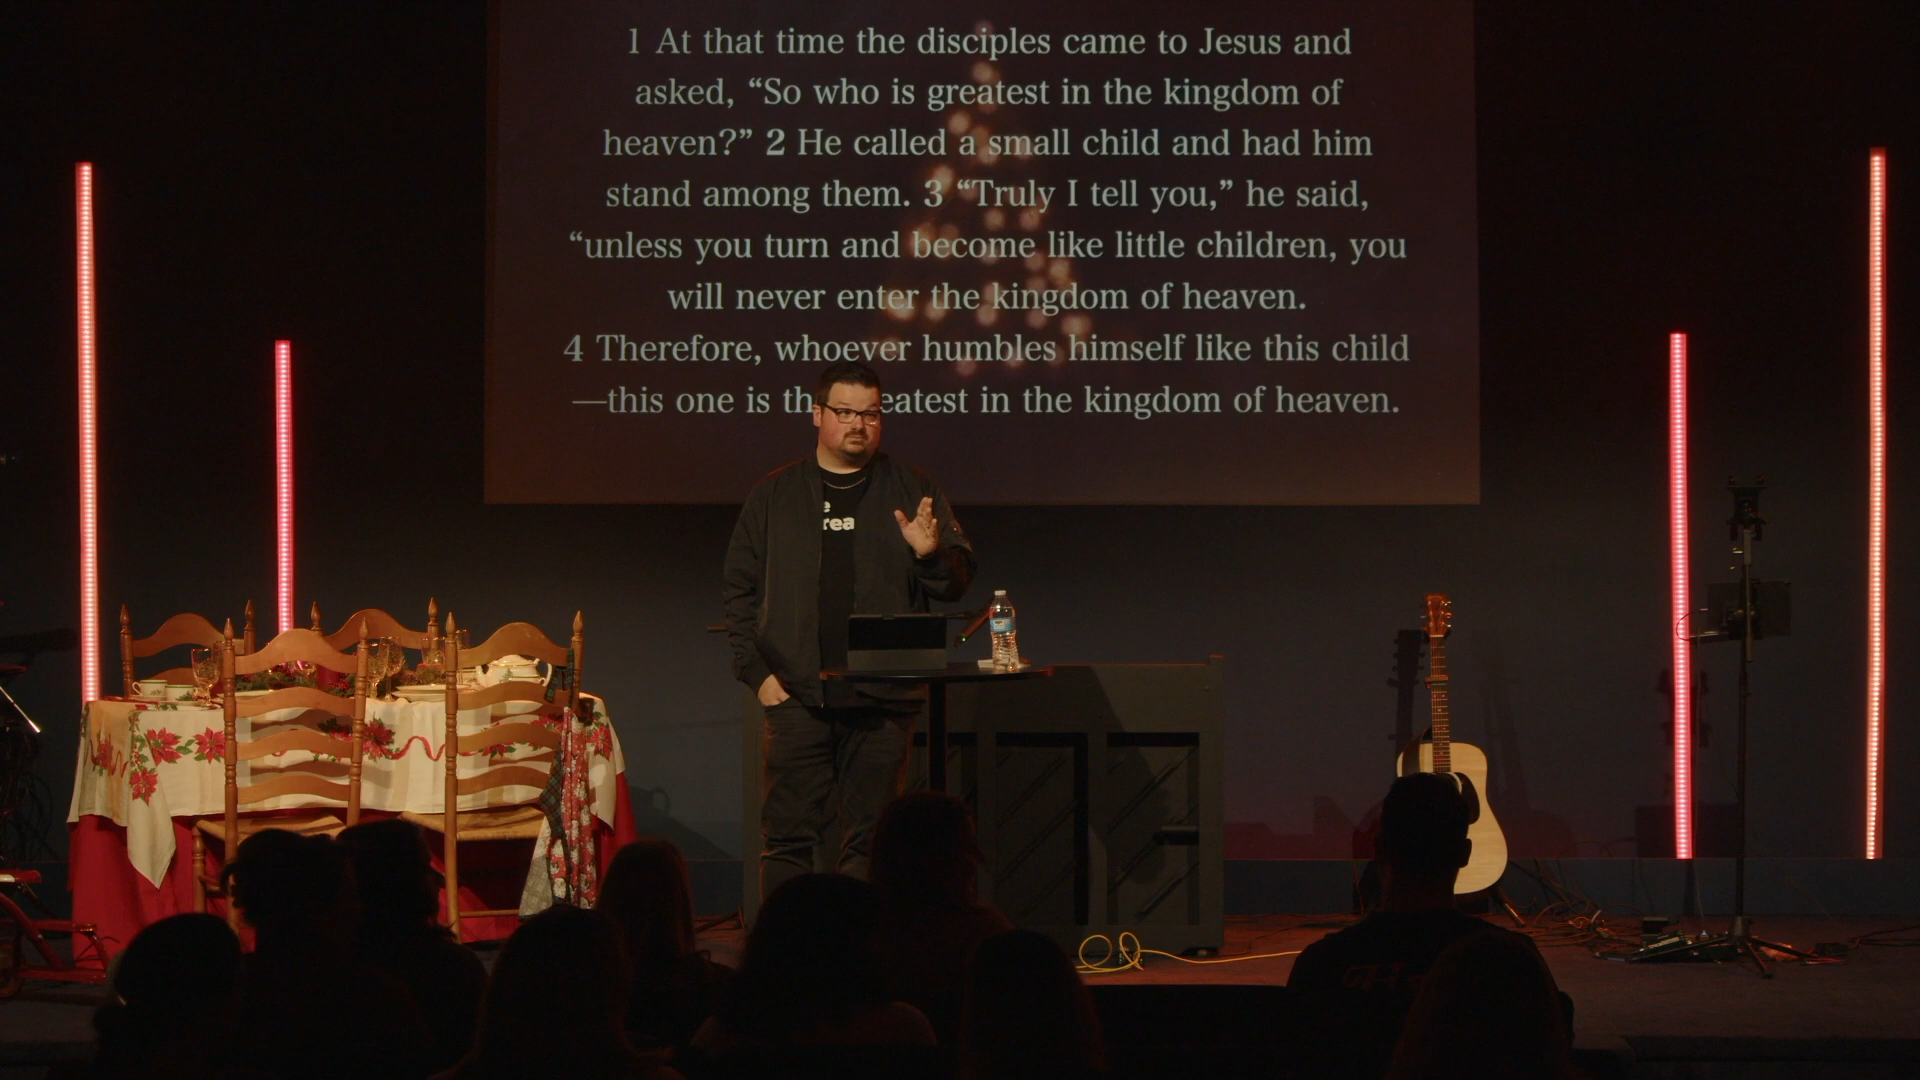 1 At that time the disciples came to Jesus and
asked, “So who is greatest in the kingdom of
heaven?” 2 He called a small child and had him
stand among them. 3 “Truly I tell you,” he said,
“unless you turn and become like little children, you
will never enter the kingdom of heaven.
4 Therefore, whoever humbles himself like this child
—this one is the greatest in the kingdom of heaven.